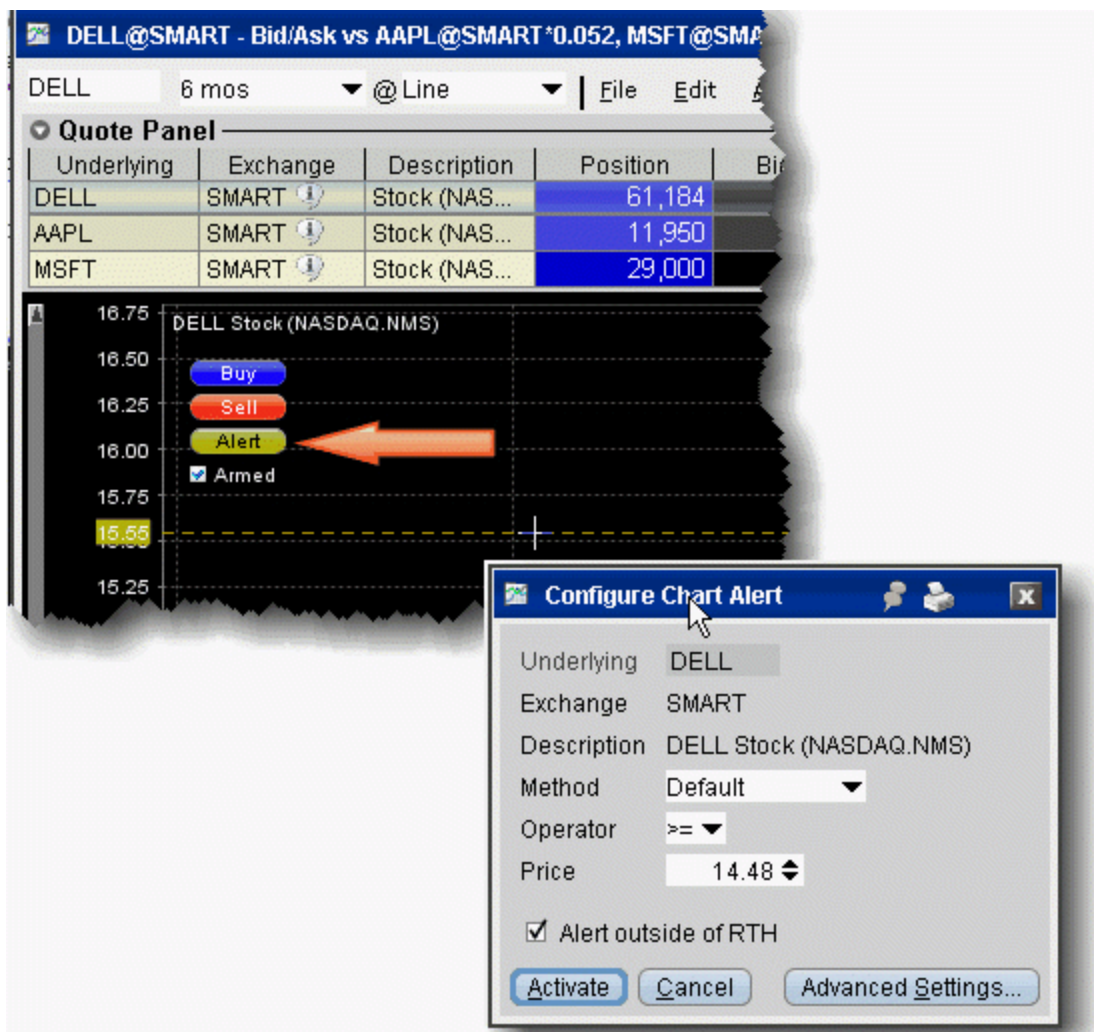 DELL@SMART - Bid/Ask vs AAPL@SMART*0.052, MSFT@SMA
DELL 6 mos @ Line File Edit
Quote Panel
Underlying Exchange Description Position Bi
DELL SMART Stock (NAS... 61,184
AAPL SMART Stock (NAS... 11,950
MSFT SMART Stock (NAS... 29,000
16.75
DELL Stock (NASDAQ.NMS)
16.50
Buy
16.25
Sell
Alert
16.00
Armed
15.75
15.55
15.25
Configure Chart Alert
Underlying DELL
Exchange SMART
Description DELL Stock (NASDAQ.NMS)
Method Default
Operator >=
Price 14.48
Alert outside of RTH
Activate Cancel Advanced Settings...